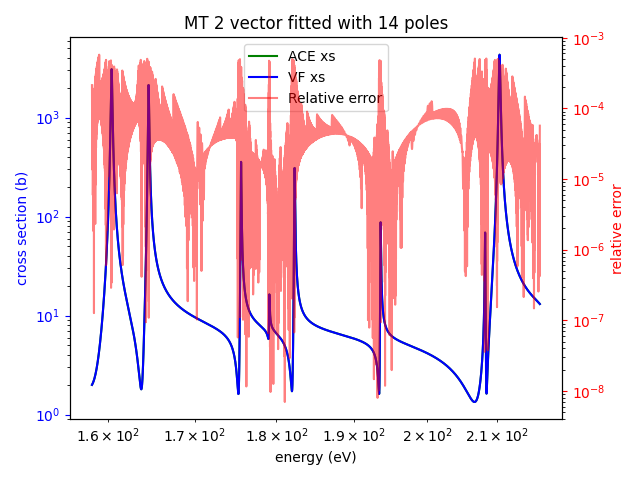 MT 2 vector fitted with 14 poles
ACE xs
VF xs
Relative error
cross section (b)
10³
10²
10¹
10⁰
10⁻³
10⁻⁴
10⁻⁵
10⁻⁶
10⁻⁷
10⁻⁸
relative error
1.6 × 10² 1.7 × 10² 1.8 × 10² 1.9 × 10² 2 × 10² 2.1 × 10²
energy (eV)